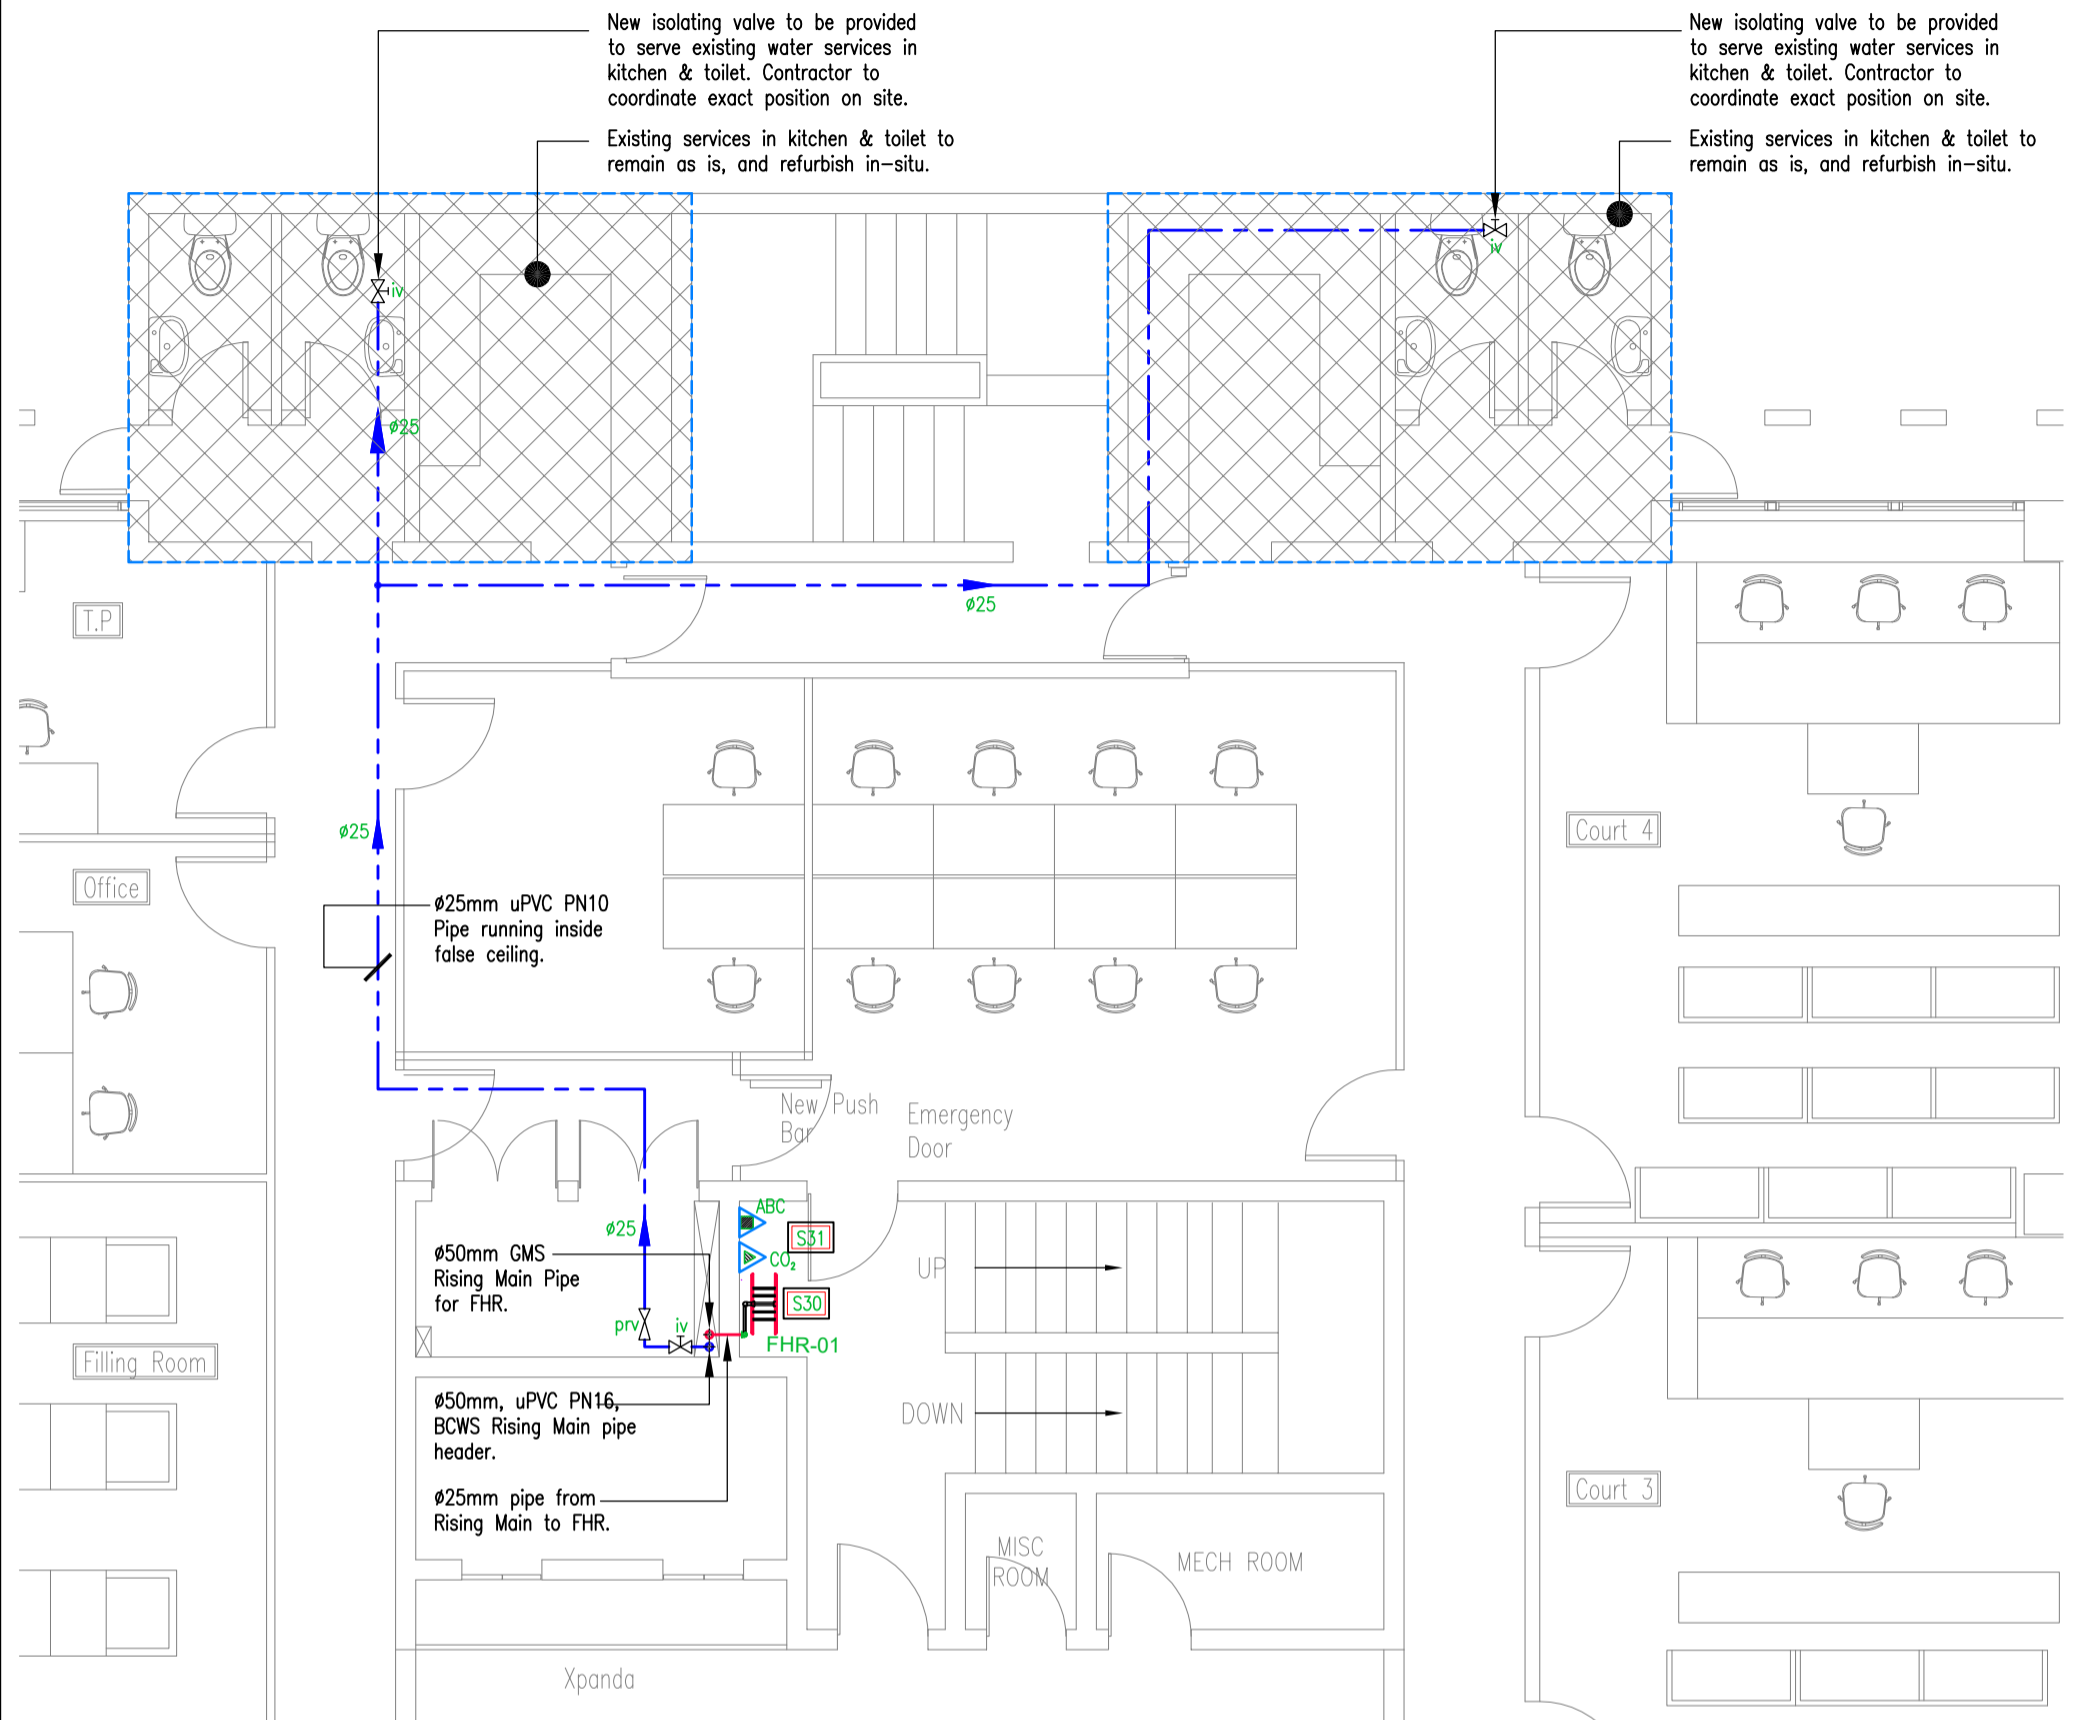 New isolating valve to be provided
to serve existing water services in
kitchen & toilet. Contractor to
coordinate exact position on site.
Existing services in kitchen & toilet to
remain as is, and refurbish in-situ.
New isolating valve to be provided
to serve existing water services in
kitchen & toilet. Contractor to
coordinate exact position on site.
Existing services in kitchen & toilet to
remain as is, and refurbish in-situ.
iv
iv
ø25
ø25
T.P
ø25
Court 4
Office
ø25mm uPVC PN10
Pipe running inside
false ceiling.
New Push
Bar
Emergency
Door
ABC
ø25
S31
ø50mm GMS
Rising Main Pipe
for FHR.
CO₂
UP
S30
prv
iv
FHR-01
Filling Room
ø50mm, uPVC PN16,
BCWS Rising Main pipe
header.
DOWN
ø25mm pipe from
Rising Main to FHR.
Court 3
MISC
ROOM
MECH ROOM
Xpanda